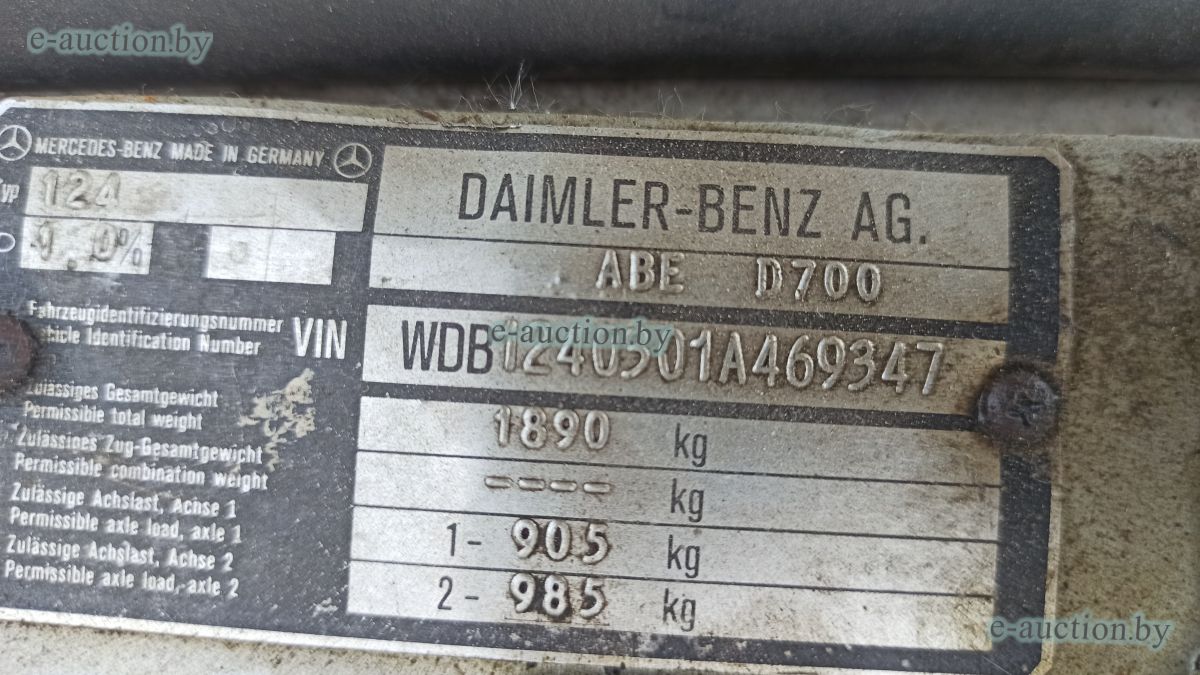 e-auction.by
MERCEDES-BENZ MADE IN GERMANY
DAIMLER-BENZ AG.
Typ 124
1.0%
ABE D700
Fahrzeugidentifizierungsnummer
Vehicle Identification Number
VIN WDB1240301A469347
e-auction.by
Zulässiges Gesamtgewicht
Permissible total weight
1890 kg
Zulässiges Zug-Gesamtgewicht
Permissible combination weight
---- kg
Zulässige Achslast, Achse 1
Permissible axle load, axle 1
1- 905 kg
Zulässige Achslast, Achse 2
Permissible axle load, axle 2
2- 985 kg
e-auction.by